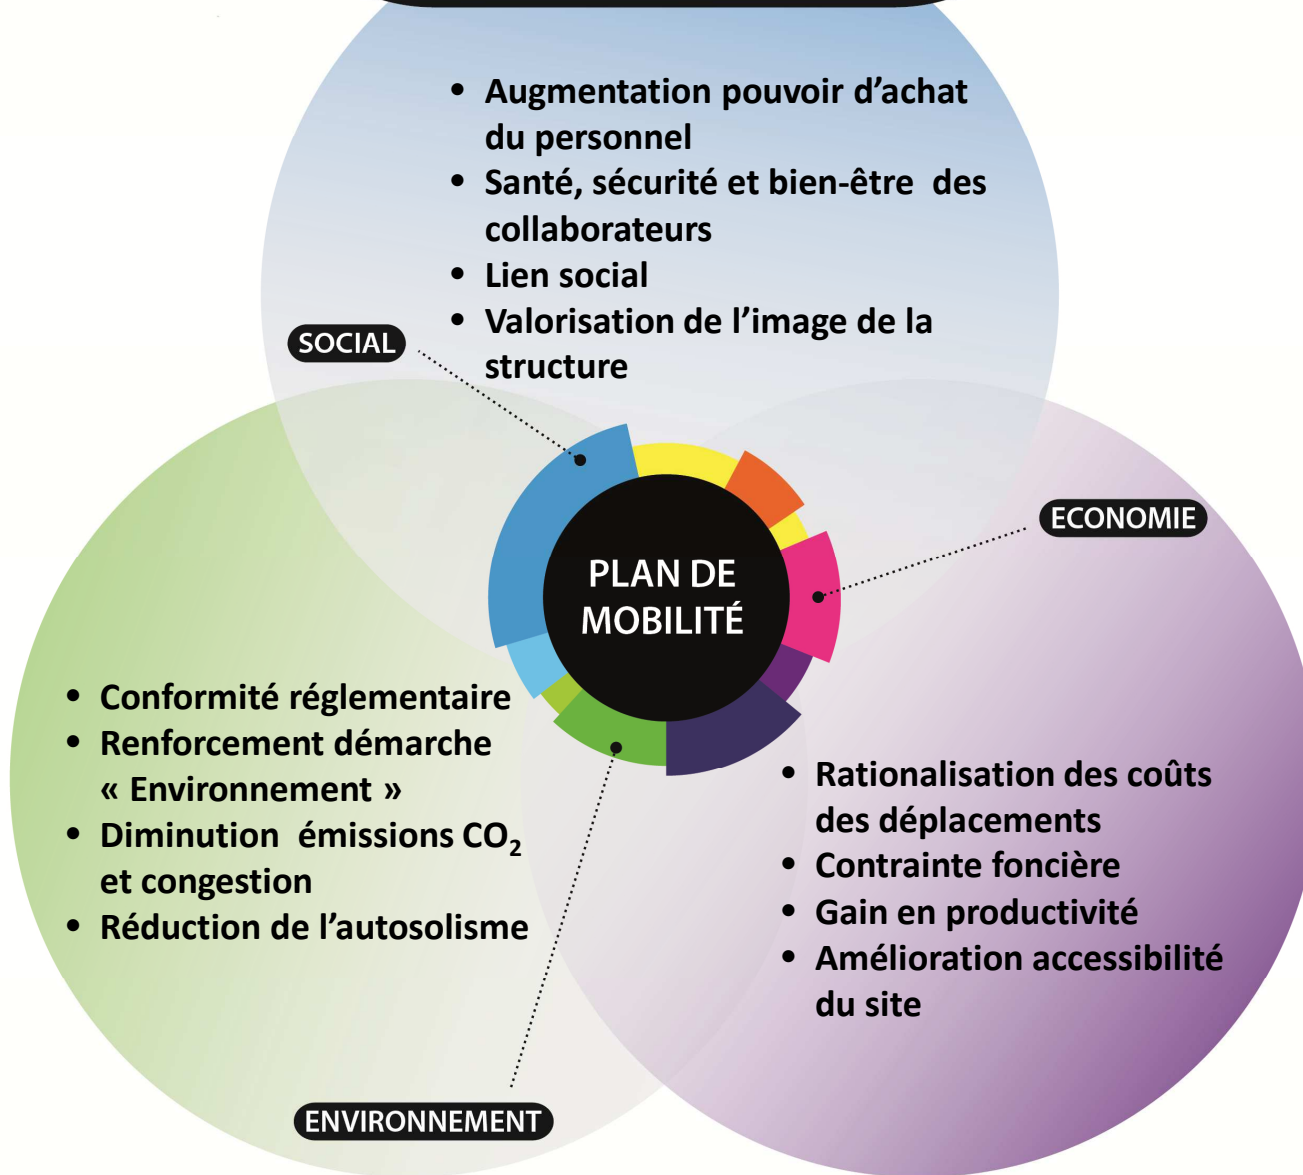 • Augmentation pouvoir d’achat
du personnel
• Santé, sécurité et bien-être des
collaborateurs
• Lien social
• Valorisation de l’image de la
structure
SOCIAL
ECONOMIE
PLAN DE
MOBILITÉ
• Conformité réglementaire
• Renforcement démarche
« Environnement »
• Diminution émissions CO₂
et congestion
• Réduction de l’autosolisme
• Rationalisation des coûts
des déplacements
• Contrainte foncière
• Gain en productivité
• Amélioration accessibilité
du site
ENVIRONNEMENT